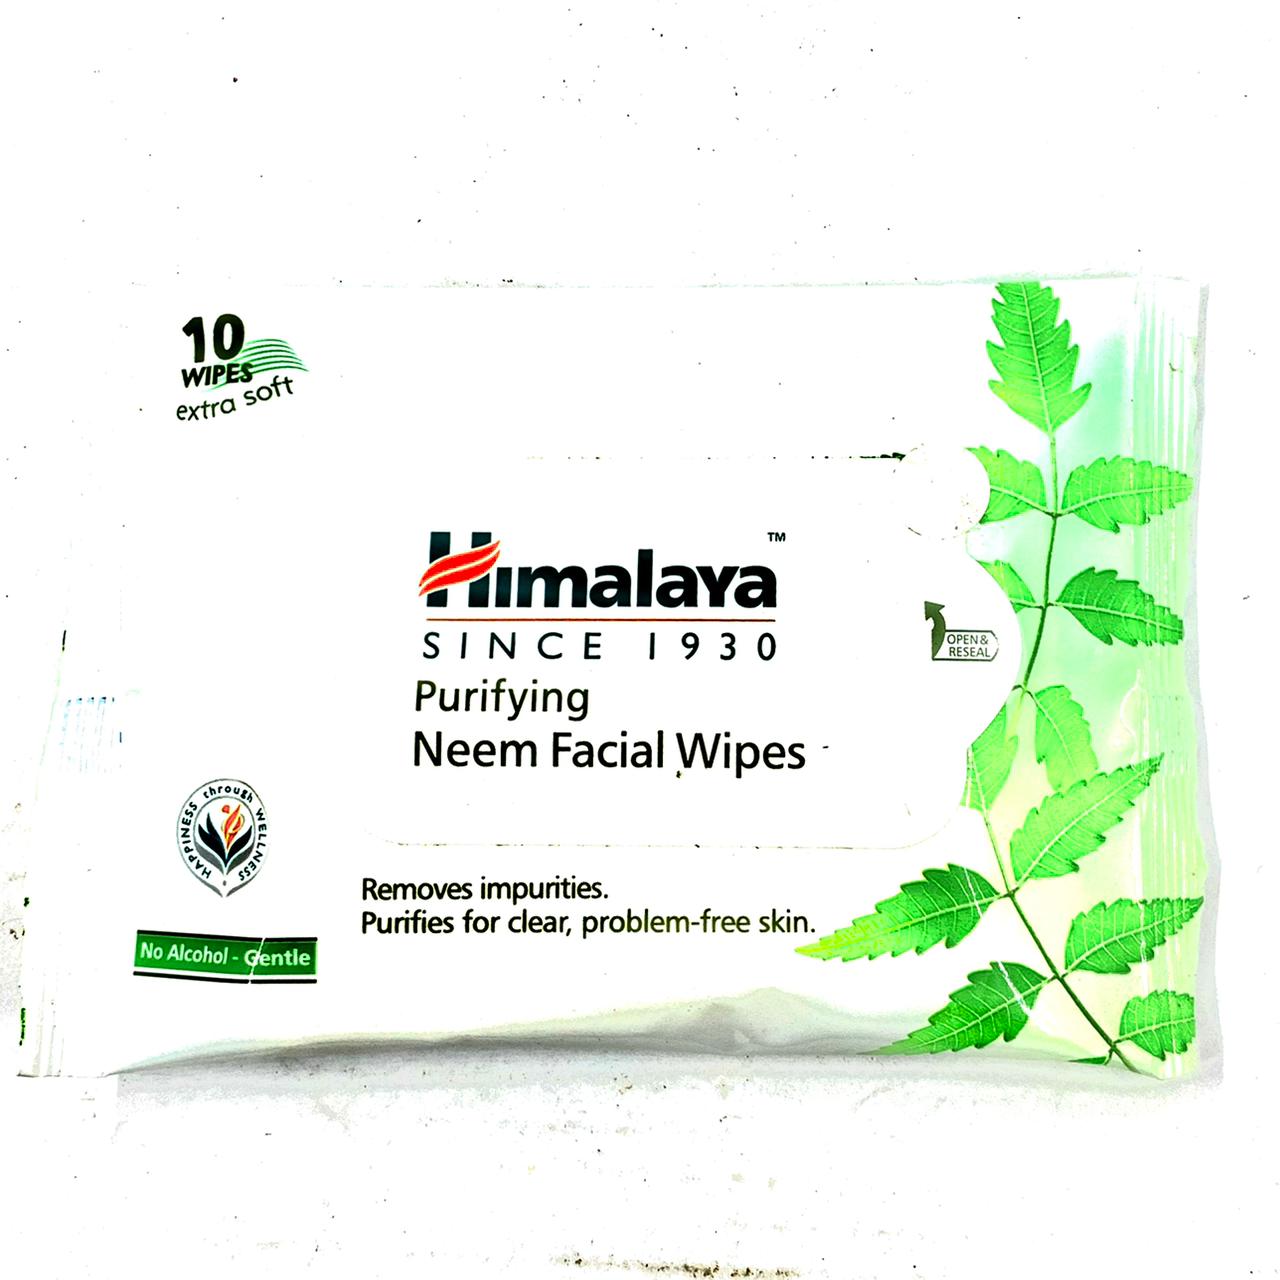 10
WIPES
extra soft
Himalaya™
SINCE 1930
Purifying
Neem Facial Wipes
OPEN &
RESEAL
HAPPINESS through WELLNESS
Removes impurities.
Purifies for clear, problem-free skin.
No Alcohol - Gentle